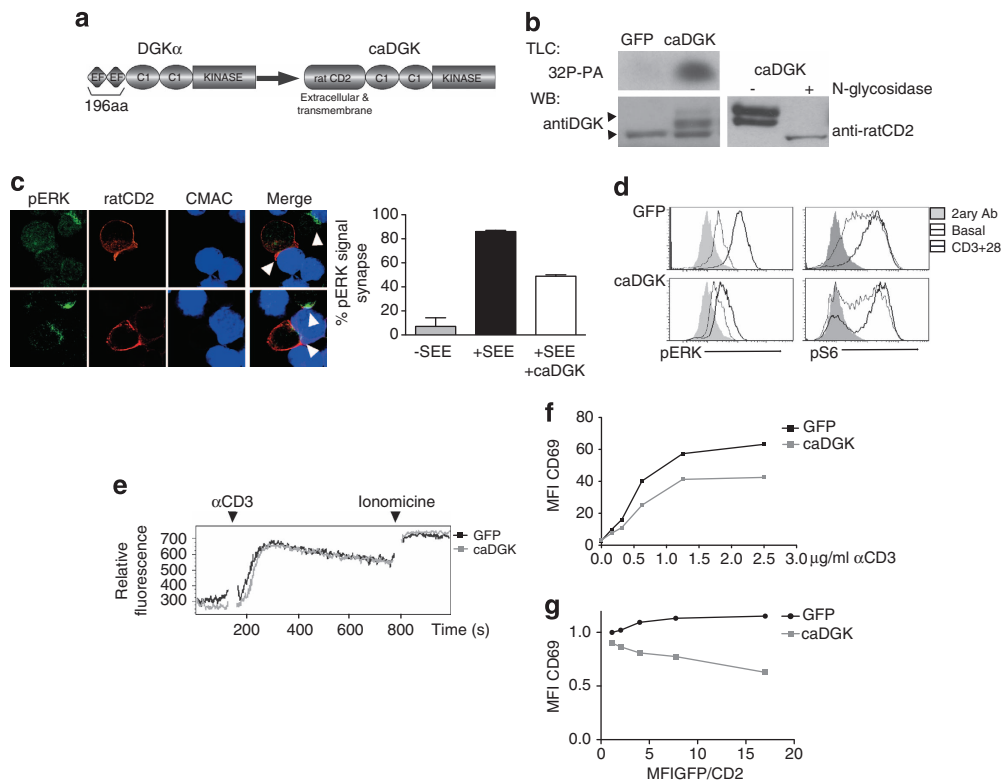 a
DGKα
caDGK
EF EF C1 C1 KINASE
rat CD2 C1 C1 KINASE
196aa
Extracellular &
transmembrane
b
GFP caDGK
TLC:
32P-PA
WB:
antiDGK
caDGK
- + N-glycosidase
anti-ratCD2
c
pERK ratCD2 CMAC Merge
% pERK signal
synapse
100
80
60
40
20
0
-SEE +SEE +SEE
+caDGK
d
GFP
caDGK
pERK pS6
2ary Ab
Basal
CD3+28
e
αCD3 Ionomicine
Relative
fluorescence
700
600
500
400
300
200 400 600 800 Time (s)
GFP
caDGK
f
MFI CD69
80
60
40
20
0
0.0 0.5 1.0 1.5 2.0 2.5 3.0 µg/ml αCD3
GFP
caDGK
g
MFI CD69
1.0
0.5
0.0
0 5 10 15 20
MFIGFP/CD2
GFP
caDGK